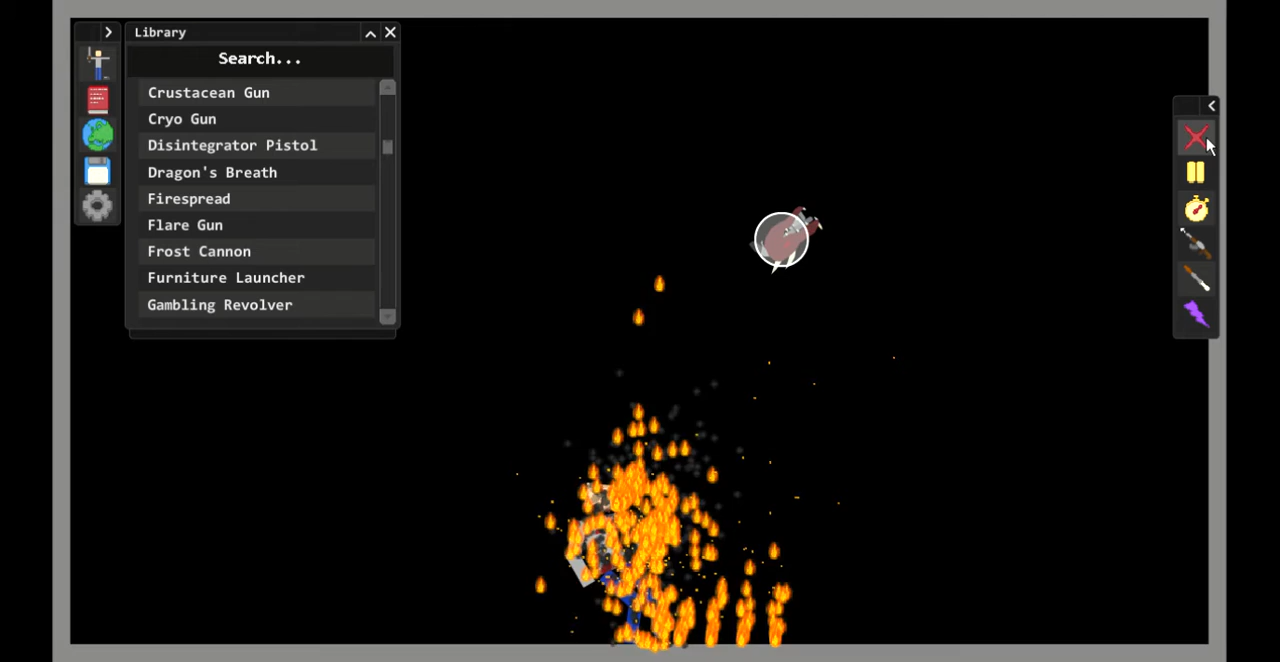 Library
Search...
Crustacean Gun
Cryo Gun
Disintegrator Pistol
Dragon's Breath
Firespread
Flare Gun
Frost Cannon
Furniture Launcher
Gambling Revolver